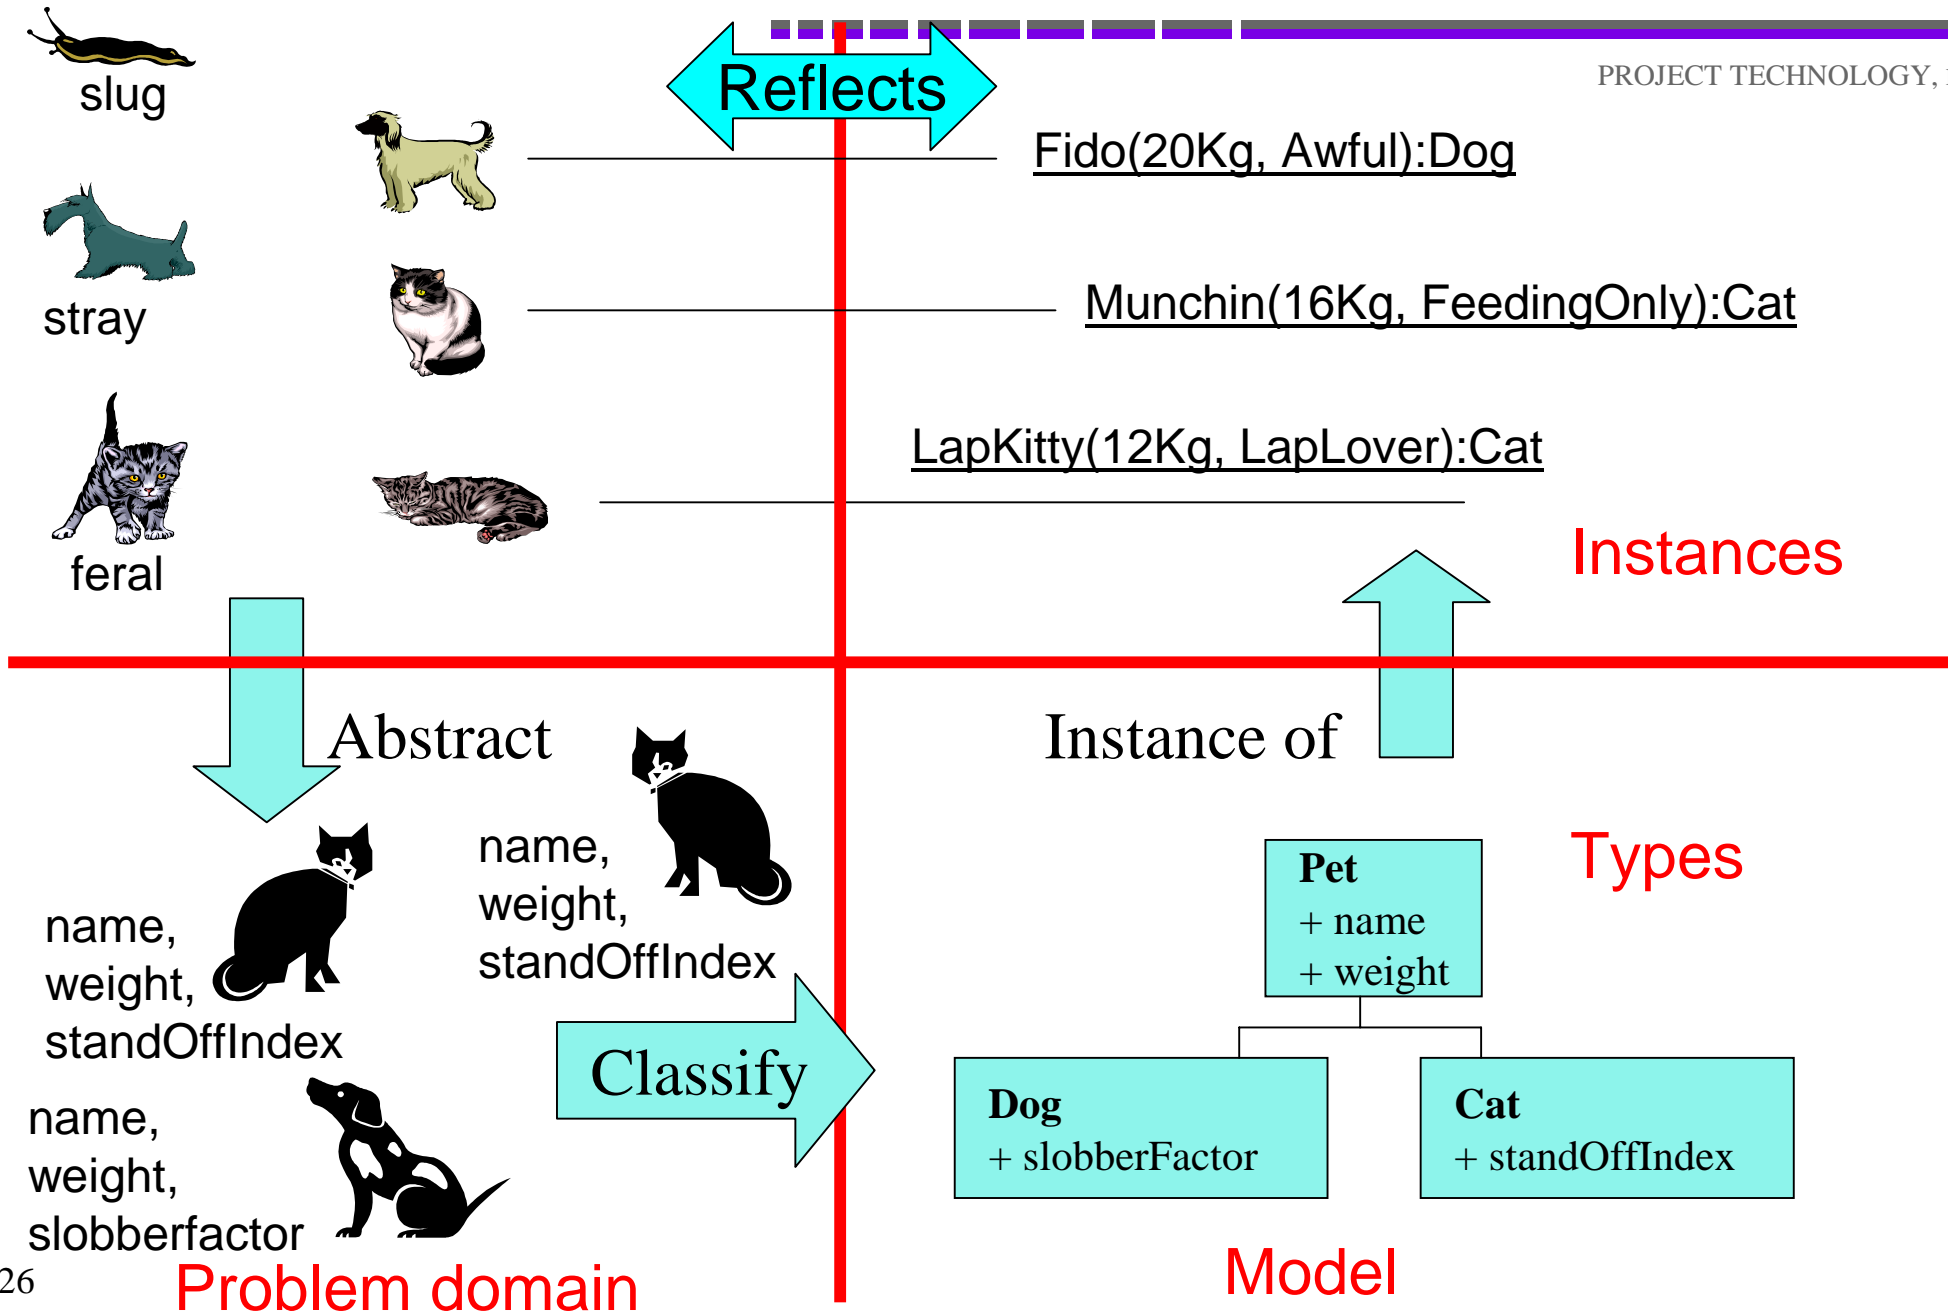 PROJECT TECHNOLOGY,
Reflects
slug
Fido(20Kg, Awful):Dog
stray
Munchin(16Kg, FeedingOnly):Cat
LapKitty(12Kg, LapLover):Cat
feral
Instances
Abstract
Instance of
name,
weight,
standOffIndex
name,
weight,
standOffIndex
Types
Pet
+ name
+ weight
Classify
Dog
+ slobberFactor
Cat
+ standOffIndex
name,
weight,
slobberfactor
Problem domain
Model
26